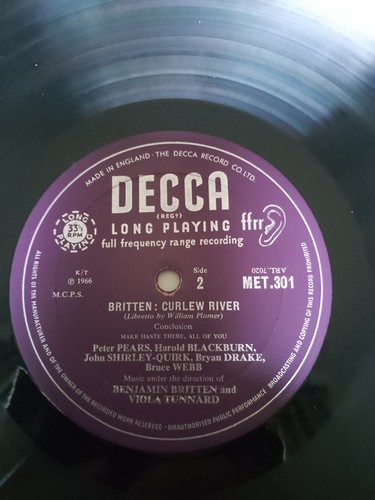 MADE IN ENGLAND · THE DECCA RECORD CO. LTD.
DECCA
(REGD)
LONG PLAYING ffrr
full frequency range recording
LONG 33⅓ RPM PLAYING
K/T
℗ 1966
M.C.P.S.
Side
2
ARL. 7020
MET.301
BRITTEN: CURLEW RIVER
(Libretto by William Plomer)
Conclusion
MAKE HASTE THERE, ALL OF YOU
Peter PEARS, Harold BLACKBURN,
John SHIRLEY-QUIRK, Bryan DRAKE,
Bruce WEBB
Music under the direction of
BENJAMIN BRITTEN and
VIOLA TUNNARD
ALL RIGHTS OF THE MANUFACTURER AND OF THE OWNER OF THE RECORDED WORK RESERVED · UNAUTHORISED PUBLIC PERFORMANCE, BROADCASTING AND COPYING OF THIS RECORD PROHIBITED